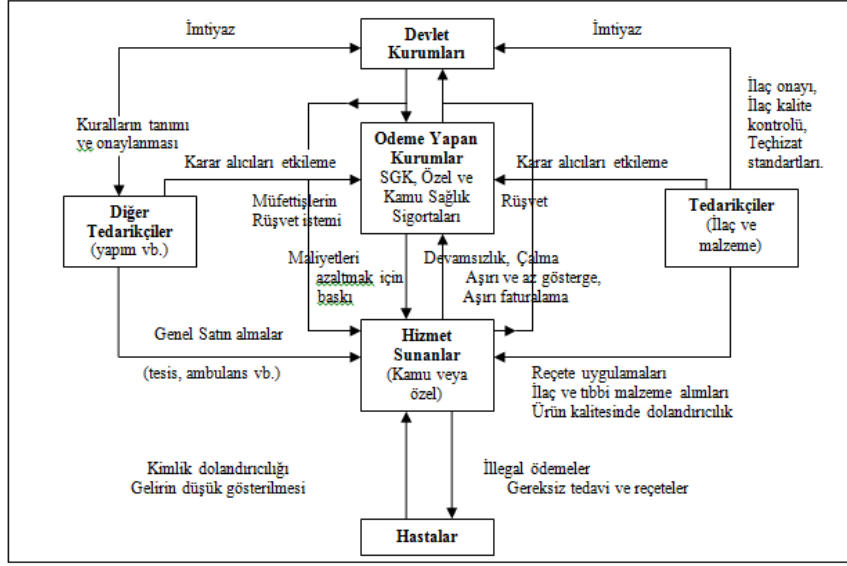 İmtiyaz
Devlet
Kurumları
İmtiyaz
Kuralların tanımı
ve onaylanması
İlaç onayı,
İlaç kalite
kontrolü,
Teçhizat
standartları.
Ödeme Yapan
Kurumlar
SGK, Özel ve
Kamu Sağlık
Sigortaları
Karar alıcıları etkileme
Karar alıcıları etkileme
Diğer
Tedarikçiler
(yapım vb.)
Müfettişlerin
Rüşvet istemi
Rüşvet
Tedarikçiler
(İlaç ve
malzeme)
Maliyetleri
azaltmak için
baskı
Devamsızlık, Çalma
Aşırı ve az gösterge,
Aşırı faturalama
Genel Satın almalar
(tesis, ambulans vb.)
Hizmet
Sunanlar
(Kamu veya
özel)
Reçete uygulamaları
İlaç ve tıbbi malzeme alımları
Ürün kalitesinde dolandırıcılık
Kimlik dolandırıcılığı
Gelirin düşük gösterilmesi
İllegal ödemeler
Gereksiz tedavi ve reçeteler
Hastalar